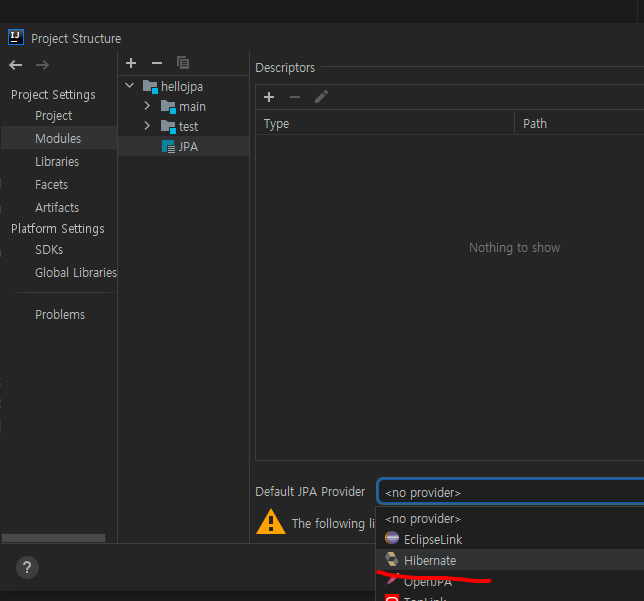 IJ
Project Structure
Project Settings
Project
Modules
Libraries
Facets
Artifacts
Platform Settings
SDKs
Global Libraries
Problems
hellojpa
main
test
JPA
Descriptors
Type
Path
Nothing to show
Default JPA Provider
<no provider>
The following li
<no provider>
EclipseLink
Hibernate
OpenJPA
TopLink
?